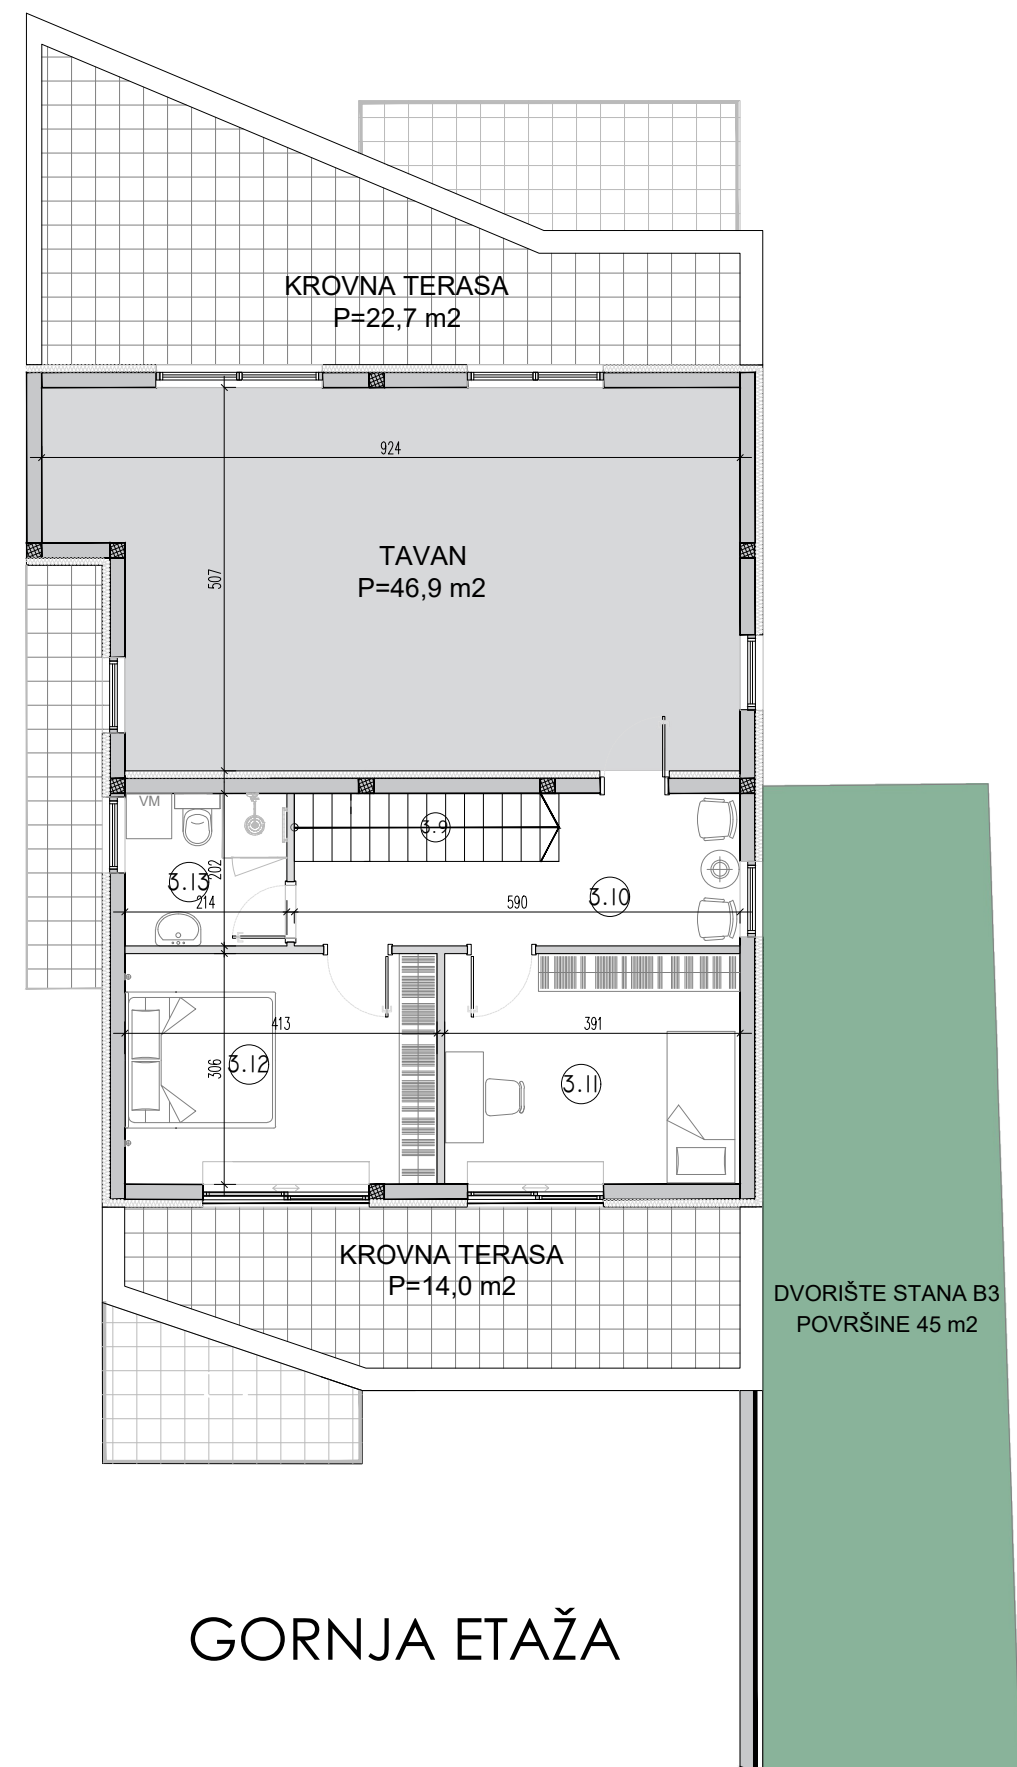 KROVNA TERASA
P=22,7 m2
924
TAVAN
P=46,9 m2
507
VM
3.9
3.13
202
214
590
3.10
413
391
306
3.12
3.11
KROVNA TERASA
P=14,0 m2
DVORIŠTE STANA B3
POVRŠINE 45 m2
GORNJA ETAŽA